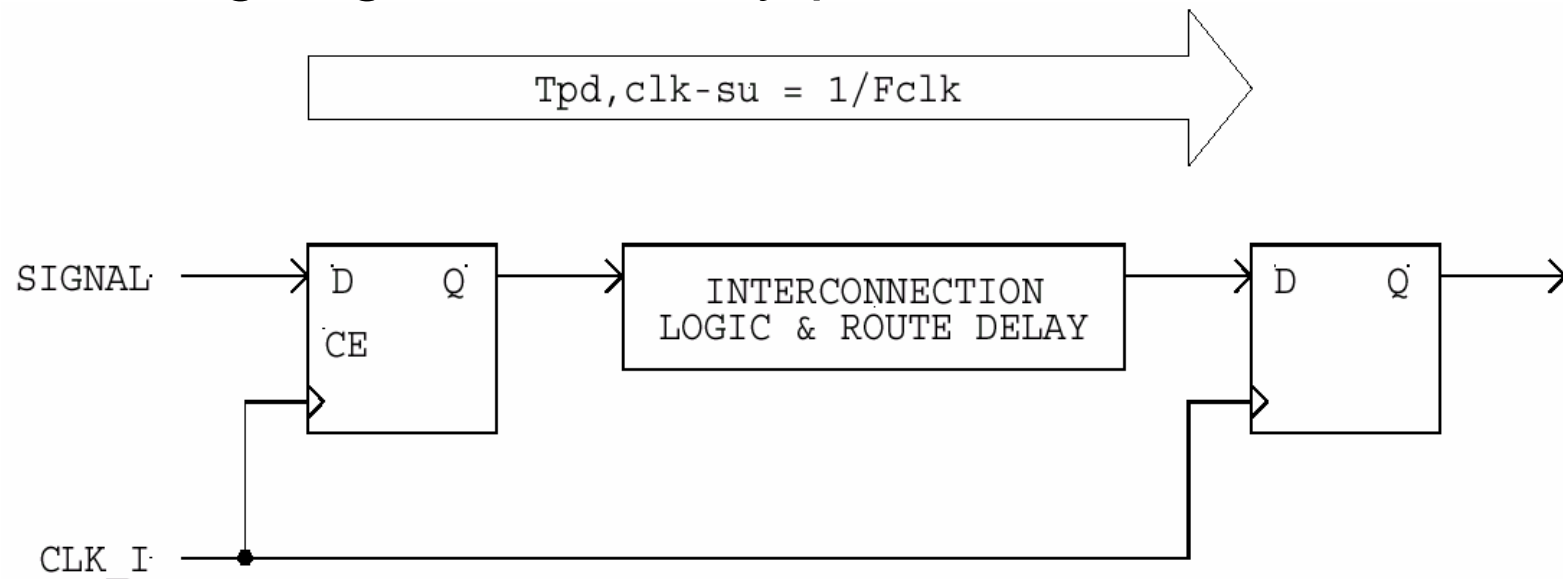 Tpd,clk-su = 1/Fclk
SIGNAL
D Q
CE
INTERCONNECTION
LOGIC & ROUTE DELAY
D Q
CLK_I